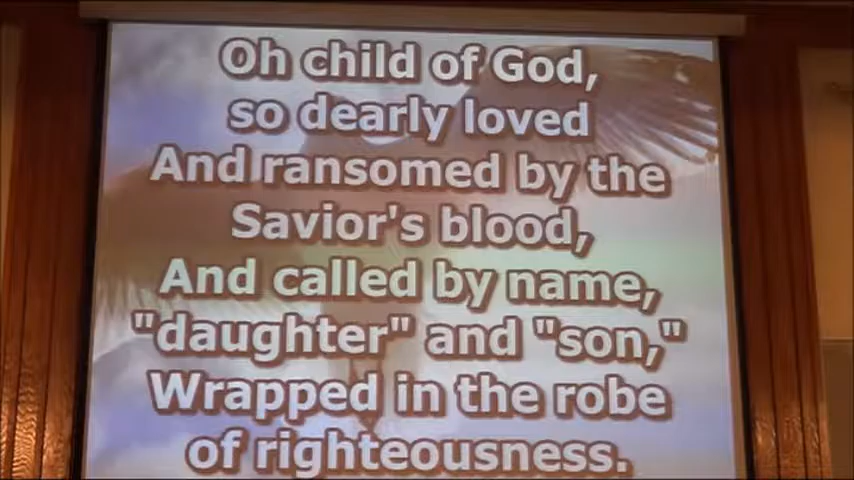 Oh child of God,
so dearly loved
And ransomed by the
Savior's blood,
And called by name,
"daughter" and "son,"
Wrapped in the robe
of righteousness.